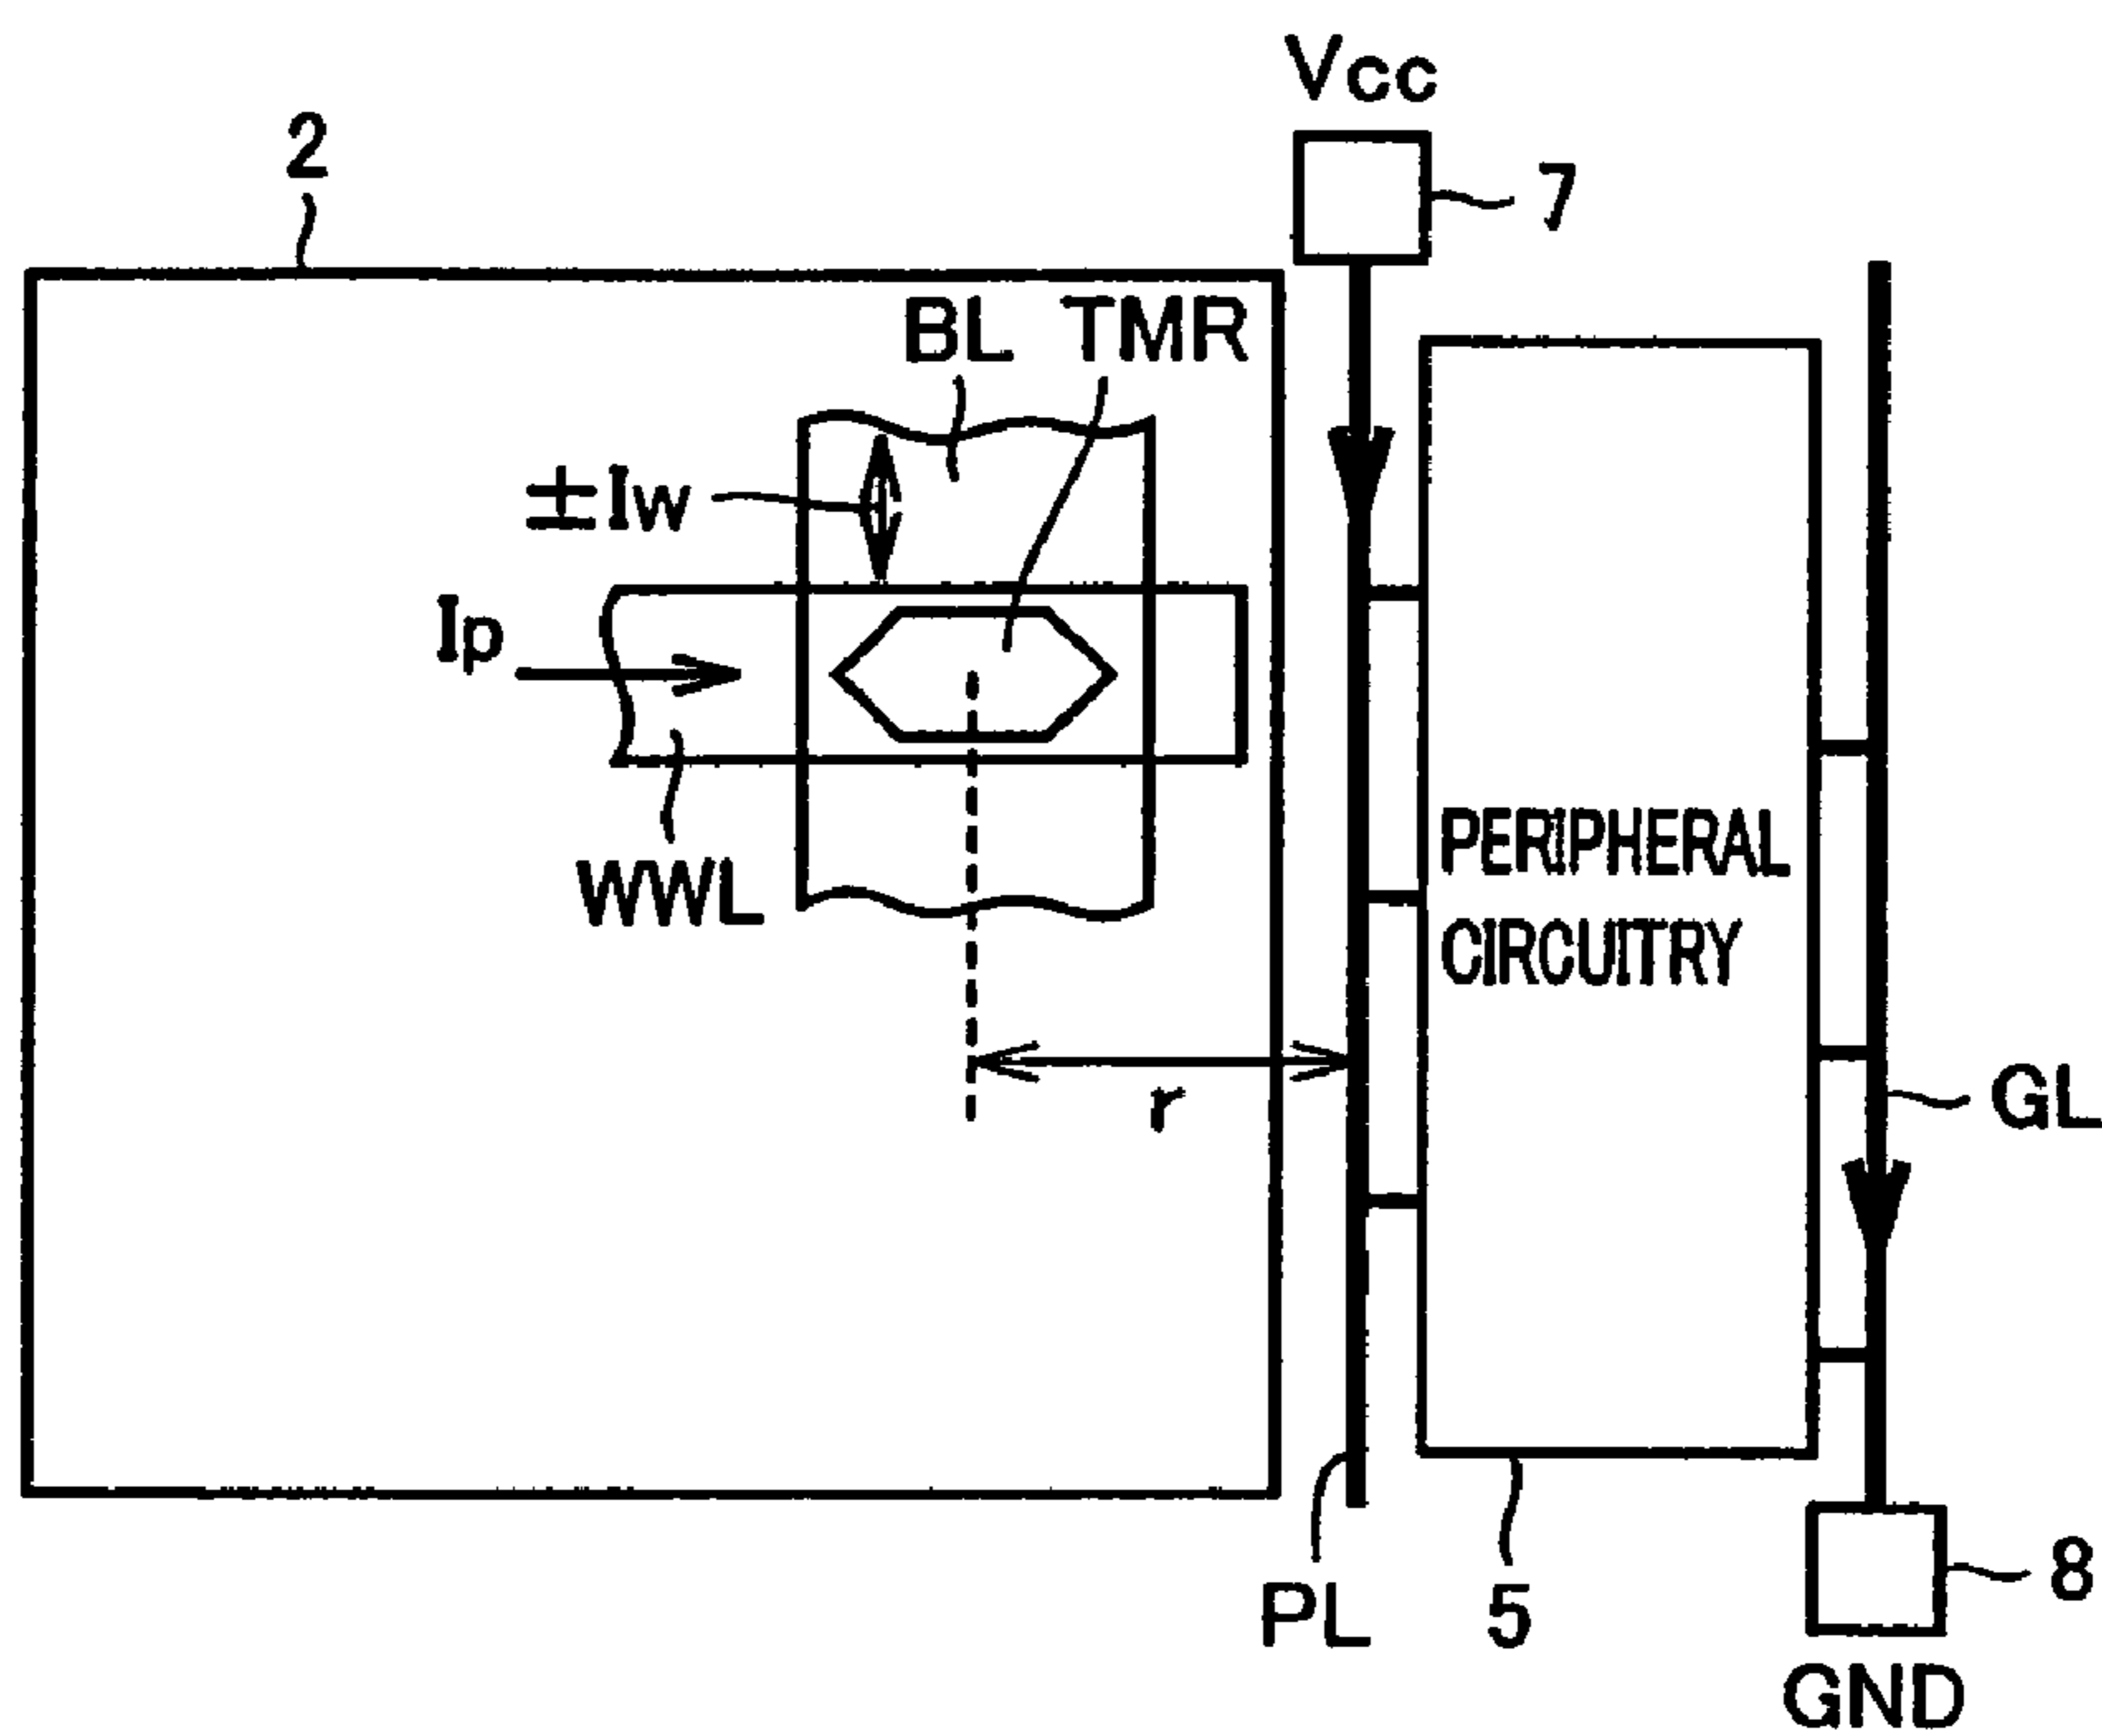 Vcc
2
7
BL
TMR
±Iw
Ip
WWL
PERIPHERAL
CIRCUITRY
r
GL
PL
5
8
GND